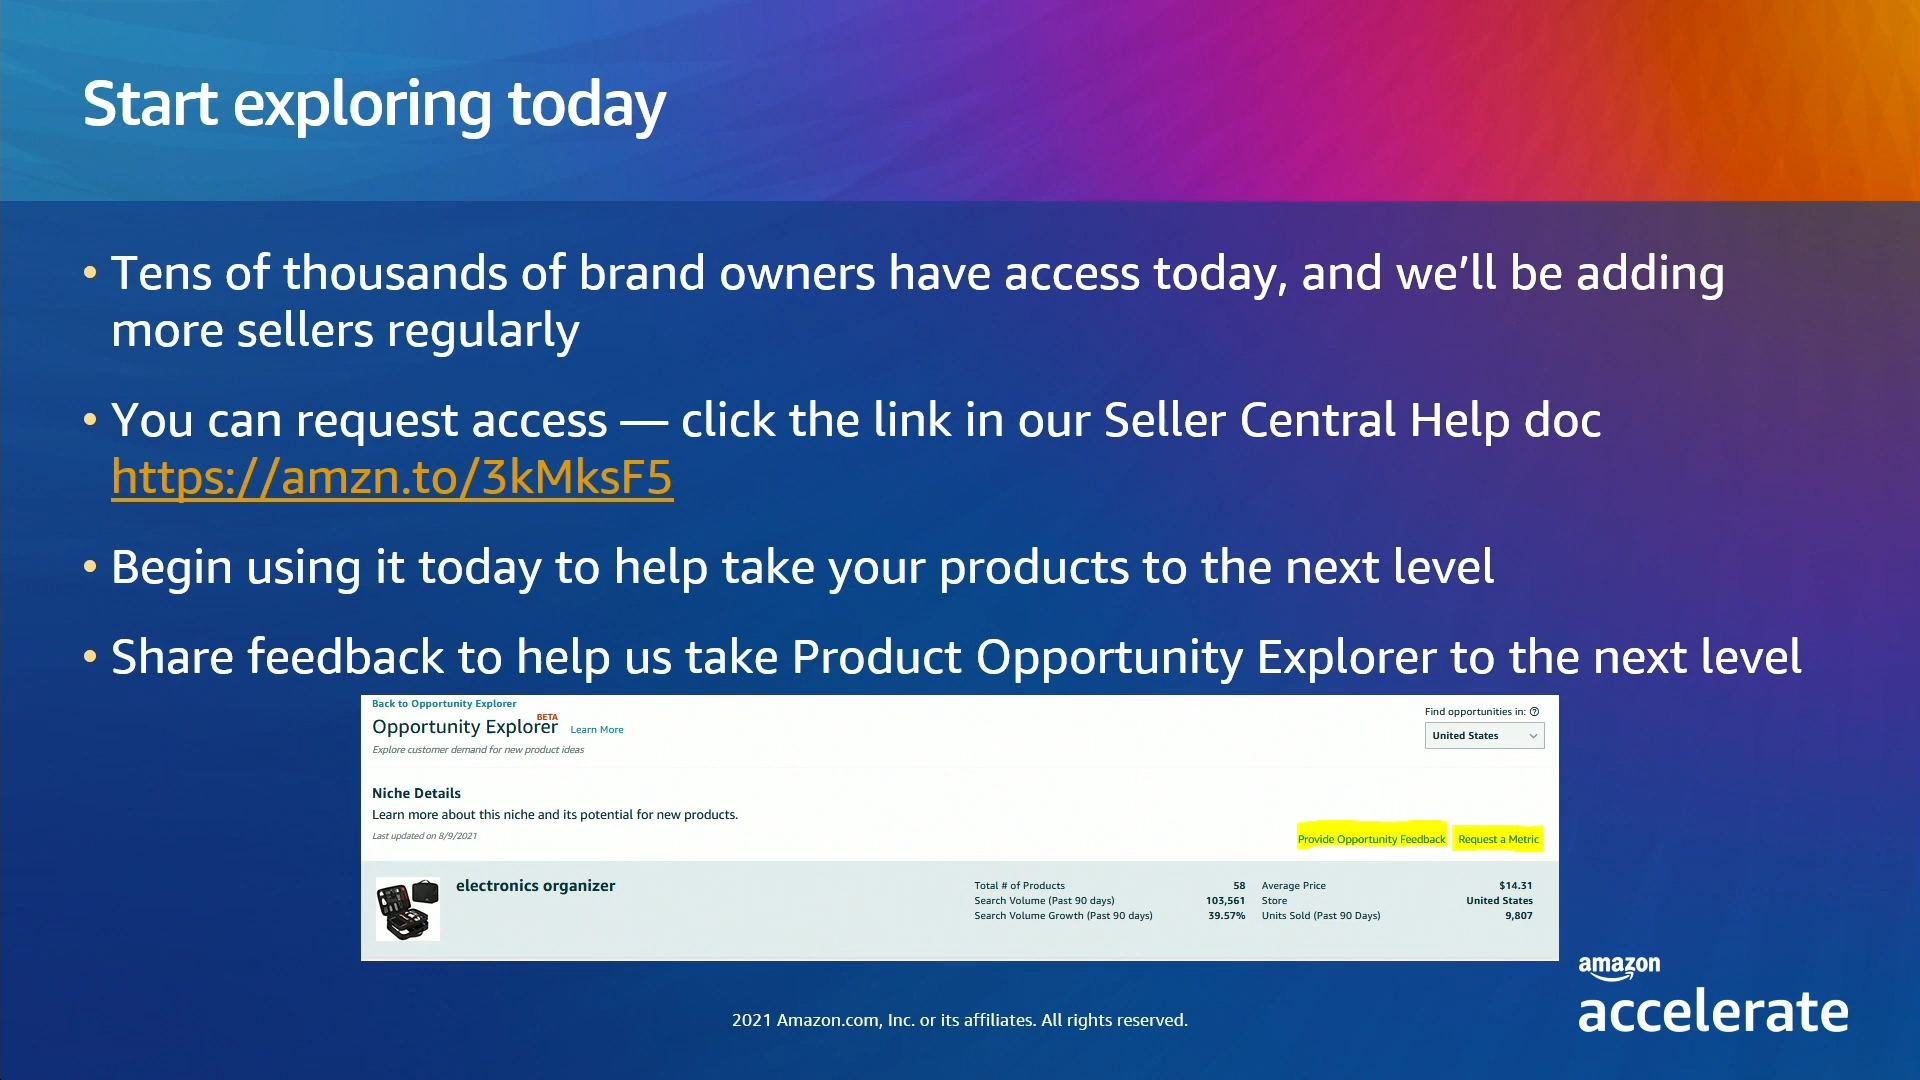 Start exploring today
• Tens of thousands of brand owners have access today, and we’ll be adding
more sellers regularly
• You can request access — click the link in our Seller Central Help doc
https://amzn.to/3kMksF5
• Begin using it today to help take your products to the next level
• Share feedback to help us take Product Opportunity Explorer to the next level
Back to Opportunity Explorer
Opportunity Explorer BETA Learn More
Explore customer demand for new product ideas
Find opportunities in:
United States
Niche Details
Learn more about this niche and its potential for new products.
Last updated on 8/9/2021
Provide Opportunity Feedback Request a Metric
electronics organizer
Total # of Products 58 Average Price $14.31
Search Volume (Past 90 days) 103,561 Store United States
Search Volume Growth (Past 90 days) 39.57% Units Sold (Past 90 Days) 9,807
amazon
accelerate
2021 Amazon.com, Inc. or its affiliates. All rights reserved.